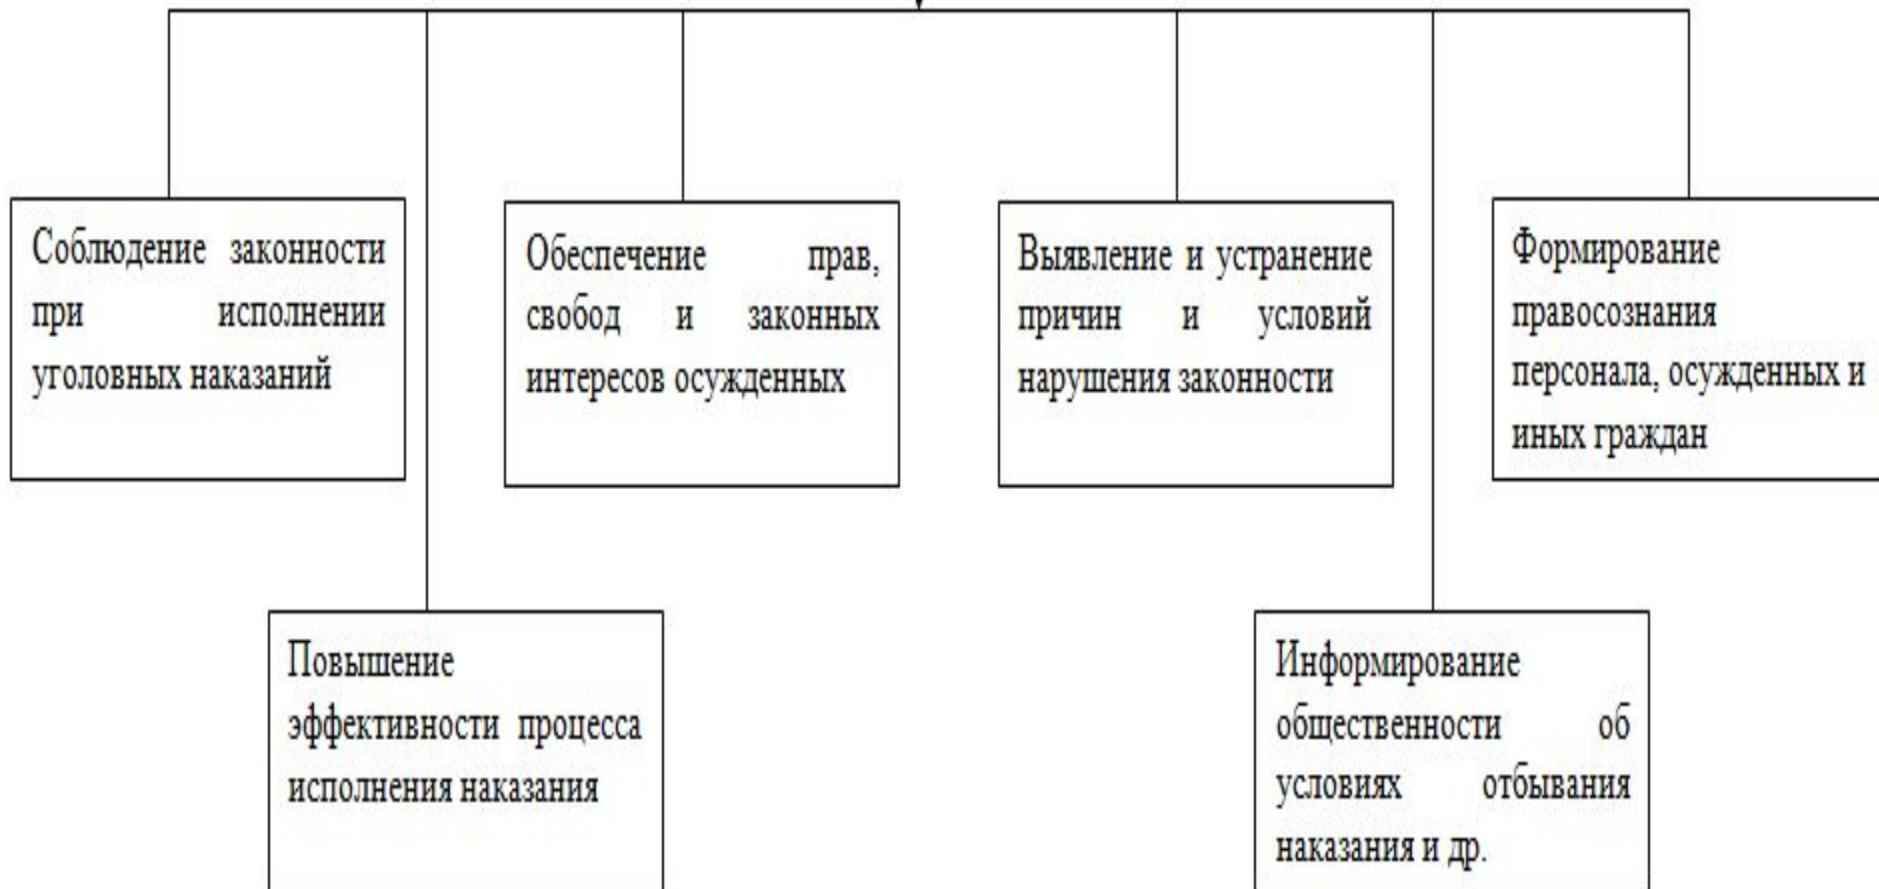 Соблюдение законности
при исполнении
уголовных наказаний
Обеспечение прав,
свобод и законных
интересов осужденных
Выявление и устранение
причин и условий
нарушения законности
Формирование
правосознания
персонала, осужденных и
иных граждан
Повышение
эффективности процесса
исполнения наказания
Информирование
общественности об
условиях отбывания
наказания и др.